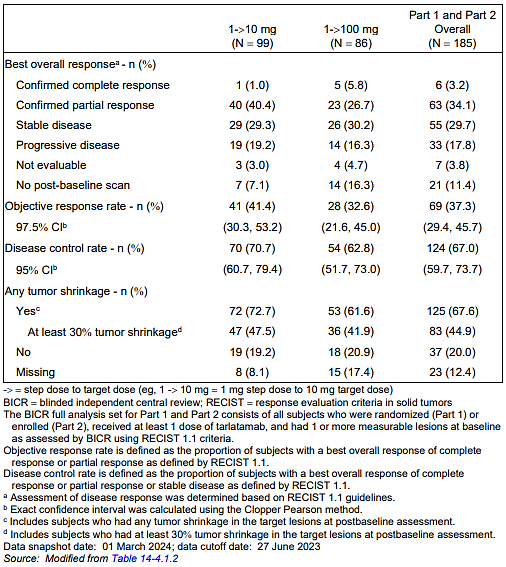 1->10 mg (N = 99) 1->100 mg (N = 86) Part 1 and Part 2 Overall (N = 185)
Best overall responseᵃ - n (%)
Confirmed complete response 1 (1.0) 5 (5.8) 6 (3.2)
Confirmed partial response 40 (40.4) 23 (26.7) 63 (34.1)
Stable disease 29 (29.3) 26 (30.2) 55 (29.7)
Progressive disease 19 (19.2) 14 (16.3) 33 (17.8)
Not evaluable 3 (3.0) 4 (4.7) 7 (3.8)
No post-baseline scan 7 (7.1) 14 (16.3) 21 (11.4)
Objective response rate - n (%) 41 (41.4) 28 (32.6) 69 (37.3)
97.5% CIᵇ (30.3, 53.2) (21.6, 45.0) (29.4, 45.7)
Disease control rate - n (%) 70 (70.7) 54 (62.8) 124 (67.0)
95% CIᵇ (60.7, 79.4) (51.7, 73.0) (59.7, 73.7)
Any tumor shrinkage - n (%)
Yesᶜ 72 (72.7) 53 (61.6) 125 (67.6)
At least 30% tumor shrinkageᵈ 47 (47.5) 36 (41.9) 83 (44.9)
No 19 (19.2) 18 (20.9) 37 (20.0)
Missing 8 (8.1) 15 (17.4) 23 (12.4)
-> = step dose to target dose (eg, 1 -> 10 mg = 1 mg step dose to 10 mg target dose)
BICR = blinded independent central review; RECIST = response evaluation criteria in solid tumors
The BICR full analysis set for Part 1 and Part 2 consists of all subjects who were randomized (Part 1) or
enrolled (Part 2), received at least 1 dose of tarlatamab, and had 1 or more measurable lesions at baseline
as assessed by BICR using RECIST 1.1 criteria.
Objective response rate is defined as the proportion of subjects with a best overall response of complete
response or partial response as defined by RECIST 1.1.
Disease control rate is defined as the proportion of subjects with a best overall response of complete
response or partial response or stable disease as defined by RECIST 1.1.
ᵃ Assessment of disease response was determined based on RECIST 1.1 guidelines.
ᵇ Exact confidence interval was calculated using the Clopper Pearson method.
ᶜ Includes subjects who had any tumor shrinkage in the target lesions at postbaseline assessment.
ᵈ Includes subjects who had at least 30% tumor shrinkage in the target lesions at postbaseline assessment.
Data snapshot date: 01 March 2024; data cutoff date: 27 June 2023
Source: Modified from Table 14-4.1.2